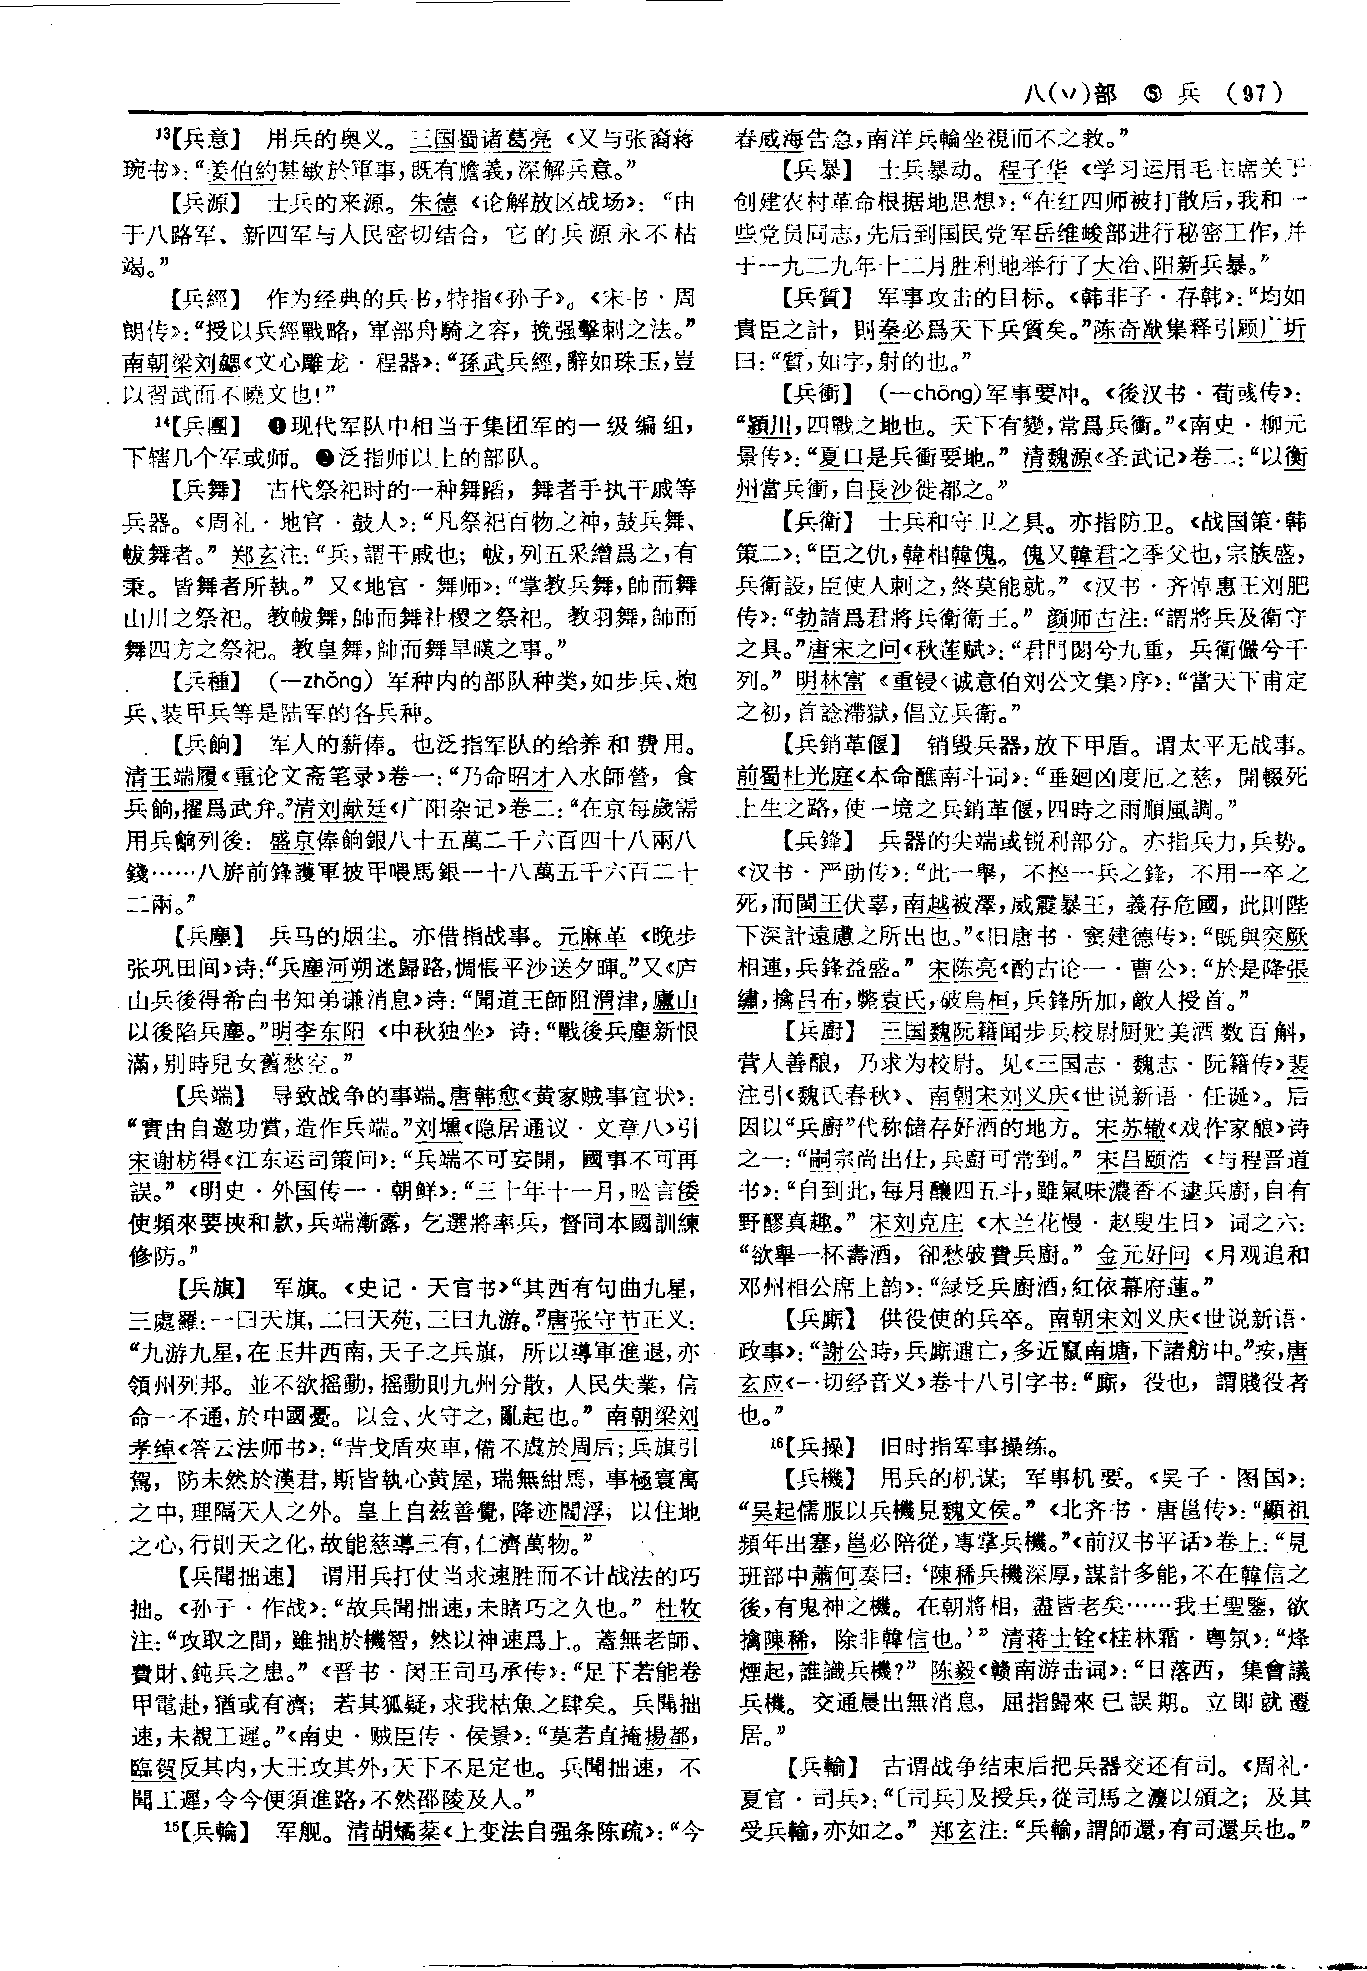 八(丷)部 ⑤ 兵 (97)
13【兵意】 用兵的奥义。三国蜀诸葛亮《又与张裔蒋
琬书》：“姜伯約甚敏於軍事，既有膽義，深解兵意。”
【兵源】 士兵的来源。朱德《论解放区战场》：“由
于八路军、新四军与人民密切结合，它的兵源永不枯
竭。”
【兵經】 作为经典的兵书，特指《孙子》。《宋书·周
朗传》：“授以兵經戰略，軍部舟騎之容，挽强擊刺之法。”
南朝梁刘勰《文心雕龙·程器》：“孫武兵經，辭如珠玉，豈
以習武而不曉文也！”
14【兵團】 ❶现代军队中相当于集团军的一级编组，
下辖几个军或师。❷泛指师以上的部队。
【兵舞】 古代祭祀时的一种舞蹈，舞者手执干戚等
兵器。《周礼·地官·鼓人》：“凡祭祀百物之神，鼓兵舞、
帗舞者。”郑玄注：“兵，謂干戚也；帗，列五采繒爲之，有
秉。皆舞者所執。”又《地官·舞师》：“掌教兵舞，帥而舞
山川之祭祀。教帗舞，帥而舞社稷之祭祀。教羽舞，帥而
舞四方之祭祀。教皇舞，帥而舞旱暵之事。”
【兵種】 (—zhǒng) 军种内的部队种类，如步兵、炮
兵、装甲兵等是陆军的各兵种。
【兵餉】 军人的薪俸。也泛指军队的给养和费用。
清王端履《重论文斋笔录》卷一：“乃命昭才入水師營，食
兵餉，擢爲武弁。”清刘献廷《广阳杂记》卷二：“在京每歲需
用兵餉列後：盛京俸餉銀八十五萬二千六百四十八兩八
錢……八旂前鋒護軍披甲喂馬銀一十八萬五千六百二十
二兩。”
【兵塵】 兵马的烟尘。亦借指战事。元麻革《晚步
张巩田间》诗：“兵塵河朔迷歸路，惆悵平沙送夕暉。”又《庐
山兵後得希白书知弟谦消息》诗：“聞道王師阻渭津，廬山
以後陷兵塵。”明李东阳《中秋独坐》诗：“戰後兵塵新恨
滿，别時兒女舊愁空。”
【兵端】 导致战争的事端。唐韩愈《黄家贼事宜状》：
“實由自邀功賞，造作兵端。”刘壎《隐居通议·文章八》引
宋谢枋得《江东运司策问》：“兵端不可妄開，國事不可再
誤。”《明史·外国传一·朝鲜》：“三十年十一月，昖言倭
使頻來要挾和款，兵端漸露，乞選將率兵，督同本國訓練
修防。”
【兵旗】 军旗。《史记·天官书》“其西有句曲九星，
三處羅：一曰天旗，二曰天苑，三曰九游。”唐张守节正义：
“九游九星，在玉井西南，天子之兵旗，所以導軍進退，亦
領州列邦。並不欲摇動，摇動則九州分散，人民失業，信
命一不通，於中國憂。以金、火守之，亂起也。”南朝梁刘
孝绰《答云法师书》：“昔戈盾夾車，備不虞於周后；兵旗引
駕，防未然於漢君，斯皆執心黄屋，瑞無紺馬，事極寰寓
之中，理隔天人之外。皇上自兹善覺，降迹閻浮，以住地
之心，行則天之化，故能慈導三有，仁濟萬物。”
【兵聞拙速】 谓用兵打仗当求速胜而不计战法的巧
拙。《孙子·作战》：“故兵聞拙速，未睹巧之久也。”杜牧
注：“攻取之間，雖拙於機智，然以神速爲上。蓋無老師、
費財、鈍兵之患。”《晋书·闵王司马承传》：“足下若能卷
甲電赴，猶或有濟；若其狐疑，求我枯魚之肆矣。兵聞拙
速，未覩工遲。”《南史·贼臣传·侯景》：“莫若直掩揚都，
臨賀反其内，大王攻其外，天下不足定也。兵聞拙速，不
聞工遲，令今便須進路，不然邵陵及人。”
15【兵輪】 军舰。清胡燏棻《上变法自强条陈疏》：“今
春威海告急，南洋兵輪坐視而不之救。”
【兵暴】 士兵暴动。程子华《学习运用毛主席关于
创建农村革命根据地思想》：“在红四师被打散后，我和一
些党员同志，先后到国民党军岳维峻部进行秘密工作，并
于一九二九年十二月胜利地举行了大冶、阳新兵暴。”
【兵質】 军事攻击的目标。《韩非子·存韩》：“均如
貴臣之計，則秦必爲天下兵質矣。”陈奇猷集释引顾广圻
曰：“質，如字，射的也。”
【兵衝】 (—chōng)军事要冲。《後汉书·荀彧传》：
“潁川，四戰之地也。天下有變，常爲兵衝。”《南史·柳元
景传》：“夏口是兵衝要地。”清魏源《圣武记》卷二：“以衡
州當兵衝，自長沙徙都之。”
【兵衛】 士兵和守卫之具。亦指防卫。《战国策·韩
策二》：“臣之仇，韓相韓傀。傀又韓君之季父也，宗族盛，
兵衛設，臣使人刺之，終莫能就。”《汉书·齐悼惠王刘肥
传》：“勃請爲君將兵衛衛王。”颜师古注：“謂將兵及衛守
之具。”唐宋之问《秋莲赋》：“君門閟兮九重，兵衛儼兮千
列。”明林富《重锓〈诚意伯刘公文集〉序》：“當天下甫定
之初，首諗滯獄，倡立兵衛。”
【兵銷革偃】 销毁兵器，放下甲盾。谓太平无战事。
前蜀杜光庭《本命醮南斗词》：“垂廻凶度厄之慈，開輟死
上生之路，使一境之兵銷革偃，四時之雨順風調。”
【兵鋒】 兵器的尖端或锐利部分。亦指兵力，兵势。
《汉书·严助传》：“此一舉，不挫一兵之鋒，不用一卒之
死，而閩王伏辜，南越被澤，威震暴王，義存危國，此則陛
下深計遠慮之所出也。”《旧唐书·窦建德传》：“既與突厥
相連，兵鋒益盛。”宋陈亮《酌古论一·曹公》：“於是降張
繡，擒吕布，斃袁氏，破烏桓，兵鋒所加，敵人授首。”
【兵廚】 三国魏阮籍闻步兵校尉厨贮美酒数百斛，
营人善酿，乃求为校尉。见《三国志·魏志·阮籍传》裴
注引《魏氏春秋》、南朝宋刘义庆《世说新语·任诞》。后
因以“兵廚”代称储存好酒的地方。宋苏辙《戏作家酿》诗
之一：“嗣宗尚出仕，兵廚可常到。”宋吕颐浩《与程晋道
书》：“自到此，每月釀四五斗，雖氣味濃香不逮兵廚，自有
野醪真趣。”宋刘克庄《木兰花慢·赵叟生日》词之六：
“欲舉一杯壽酒，卻愁破費兵廚。”金元好问《月观追和
邓州相公席上韵》：“緑泛兵廚酒，紅依幕府蓮。”
【兵廝】 供役使的兵卒。南朝宋刘义庆《世说新语·
政事》：“謝公時，兵廝逋亡，多近竄南塘，下諸舫中。”按，唐
玄应《一切经音义》卷十八引字书：“廝，役也，謂賤役者
也。”
16【兵操】 旧时指军事操练。
【兵機】 用兵的机谋；军事机要。《吴子·图国》：
“吴起儒服以兵機見魏文侯。”《北齐书·唐邕传》：“顯祖
頻年出塞，邕必陪從，專掌兵機。”《前汉书平话》卷上：“見
班部中蕭何奏曰：‘陳稀兵機深厚，謀計多能，不在韓信之
後，有鬼神之機。在朝將相，盡皆老矣……我王聖鑒，欲
擒陳稀，除非韓信也。’”清蒋士铨《桂林霜·粤氛》：“烽
煙起，誰識兵機？”陈毅《赣南游击词》：“日落西，集會議
兵機。交通晨出無消息，屈指歸來已誤期。立即就遷
居。”
【兵輸】 古谓战争结束后把兵器交还有司。《周礼·
夏官·司兵》：“〔司兵〕及授兵，從司馬之灋以頒之；及其
受兵輸，亦如之。”郑玄注：“兵輸，謂師還，有司還兵也。”